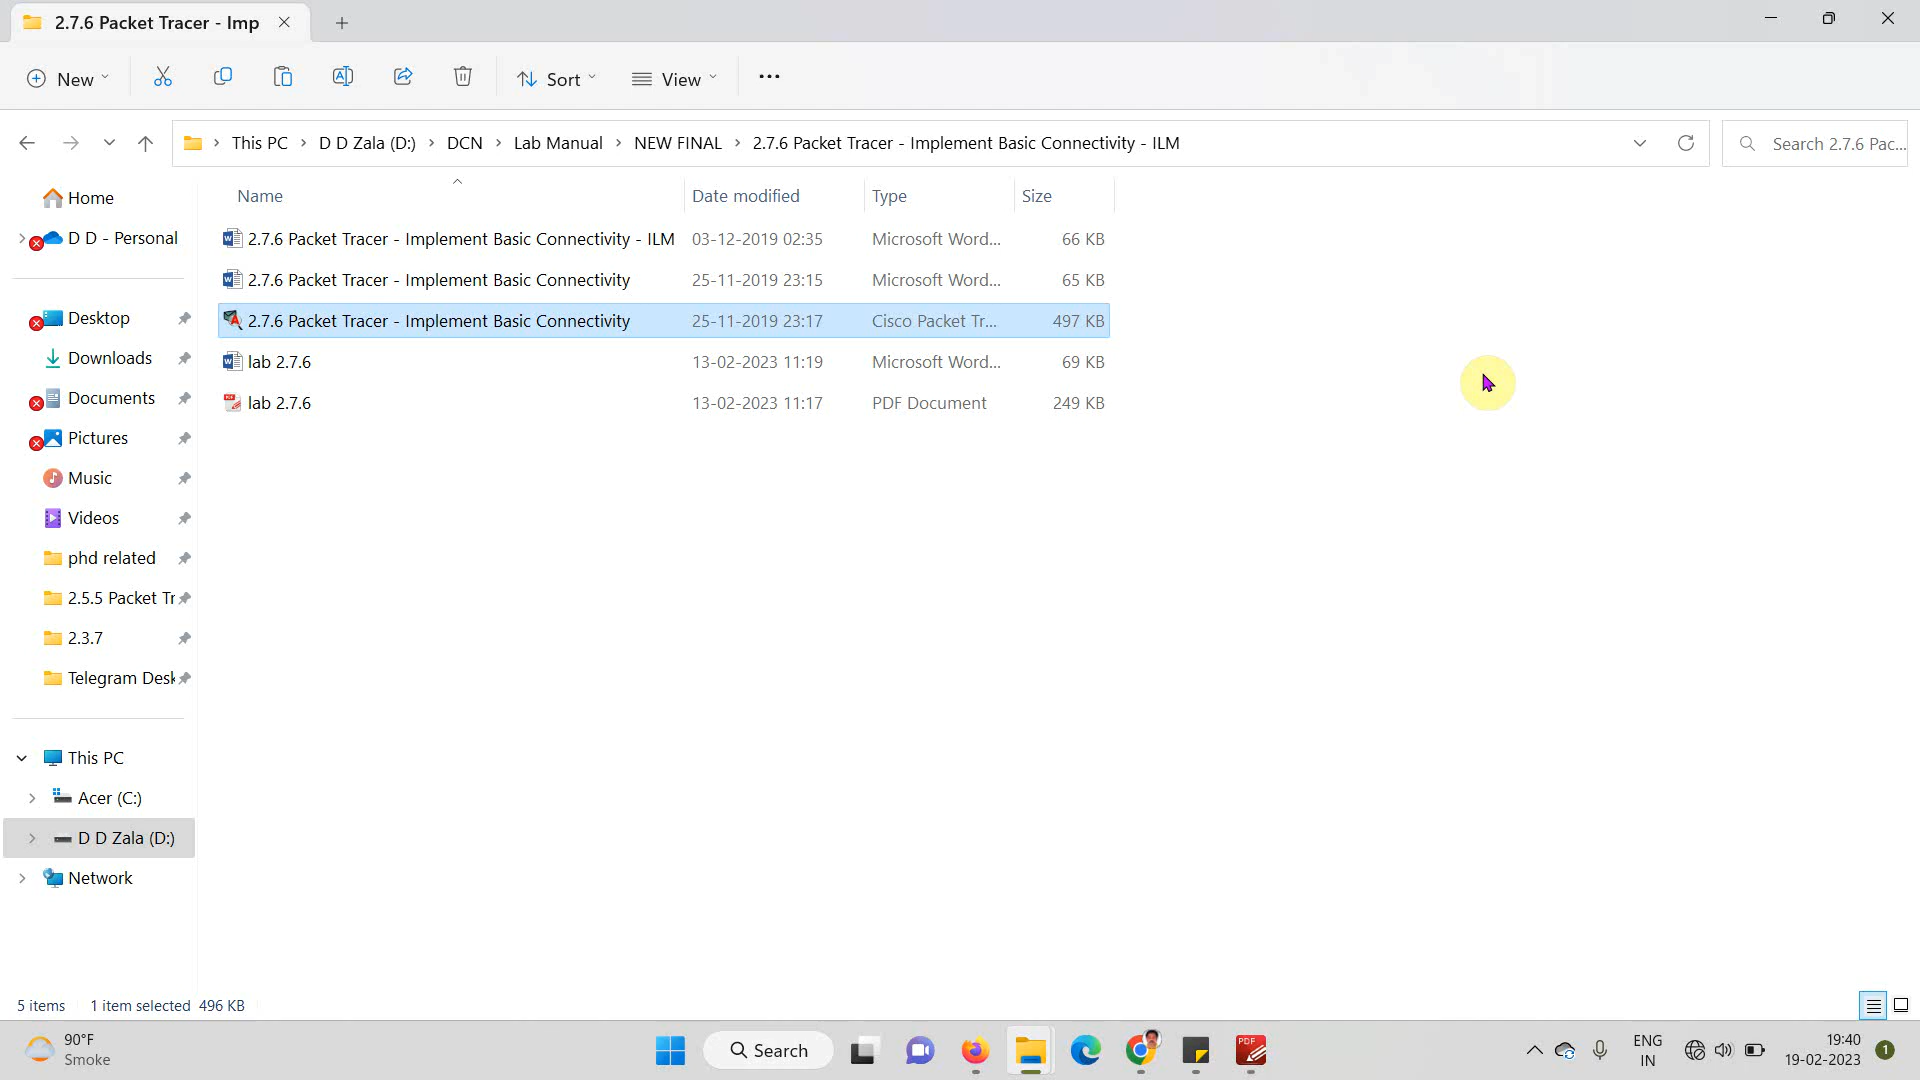 2.7.6 Packet Tracer - Imp
New
Sort
View
This PC
D D Zala (D:)
DCN
Lab Manual
NEW FINAL
2.7.6 Packet Tracer - Implement Basic Connectivity - ILM
Search 2.7.6 Pac...
Name
Date modified
Type
Size
2.7.6 Packet Tracer - Implement Basic Connectivity - ILM 03-12-2019 02:35 Microsoft Word... 66 KB
2.7.6 Packet Tracer - Implement Basic Connectivity 25-11-2019 23:15 Microsoft Word... 65 KB
2.7.6 Packet Tracer - Implement Basic Connectivity 25-11-2019 23:17 Cisco Packet Tr... 497 KB
lab 2.7.6 13-02-2023 11:19 Microsoft Word... 69 KB
lab 2.7.6 13-02-2023 11:17 PDF Document 249 KB
Home
D D - Personal
Desktop
Downloads
Documents
Pictures
Music
Videos
phd related
2.5.5 Packet Tr
2.3.7
Telegram Desk
This PC
Acer (C:)
D D Zala (D:)
Network
5 items 1 item selected 496 KB
90°F
Smoke
Search
PDF
ENG
IN
19:40
19-02-2023
1